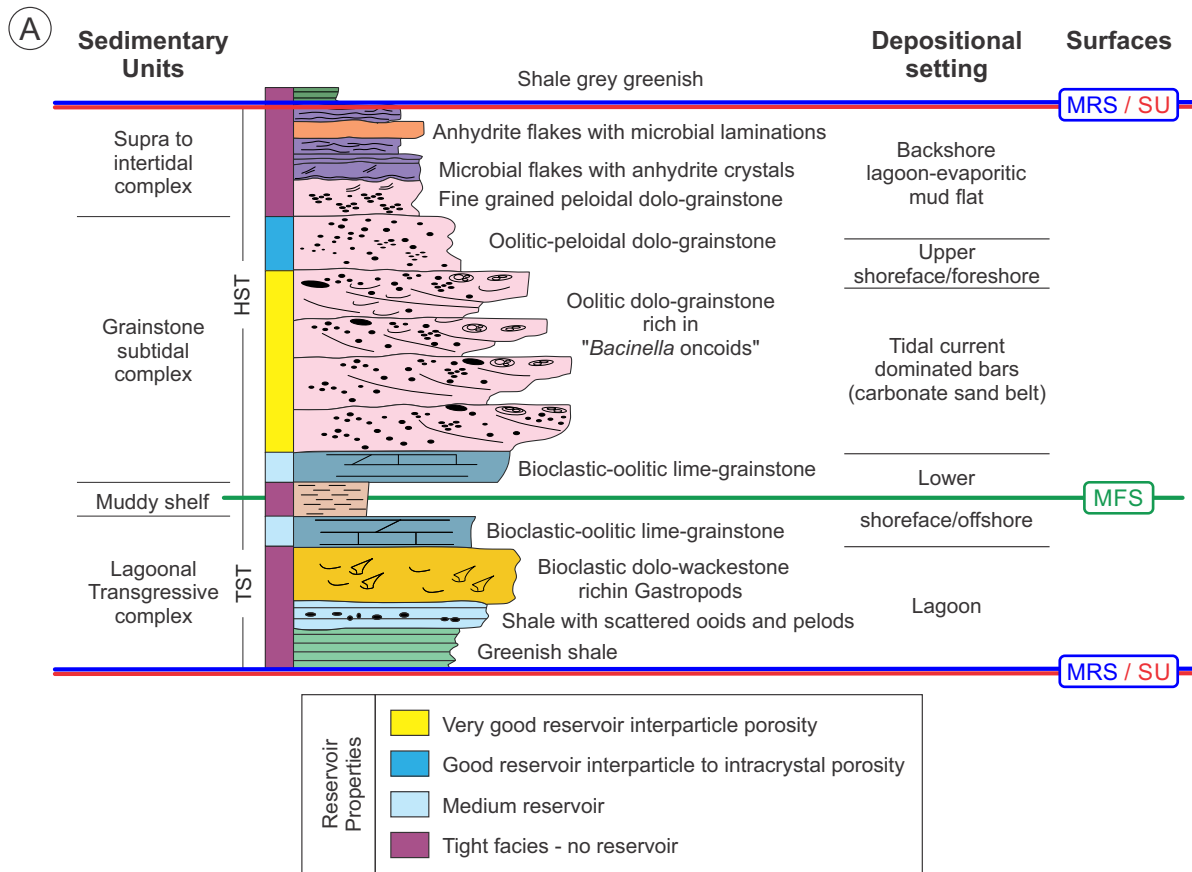 A
Sedimentary
Units
Depositional
setting
Surfaces
Shale grey greenish
MRS / SU
Supra to
intertidal
complex
Anhydrite flakes with microbial laminations
Microbial flakes with anhydrite crystals
Fine grained peloidal dolo-grainstone
Backshore
lagoon-evaporitic
mud flat
HST
Oolitic-peloidal dolo-grainstone
Upper
shoreface/foreshore
Grainstone
subtidal
complex
Oolitic dolo-grainstone
rich in
"Bacinella oncoids"
Tidal current
dominated bars
(carbonate sand belt)
Bioclastic-oolitic lime-grainstone
Lower
Muddy shelf
MFS
shoreface/offshore
Bioclastic-oolitic lime-grainstone
Lagoonal
Transgressive
complex
TST
Bioclastic dolo-wackestone
richin Gastropods
Shale with scattered ooids and pelods
Greenish shale
Lagoon
MRS / SU
Reservoir
Properties
Very good reservoir interparticle porosity
Good reservoir interparticle to intracrystal porosity
Medium reservoir
Tight facies - no reservoir